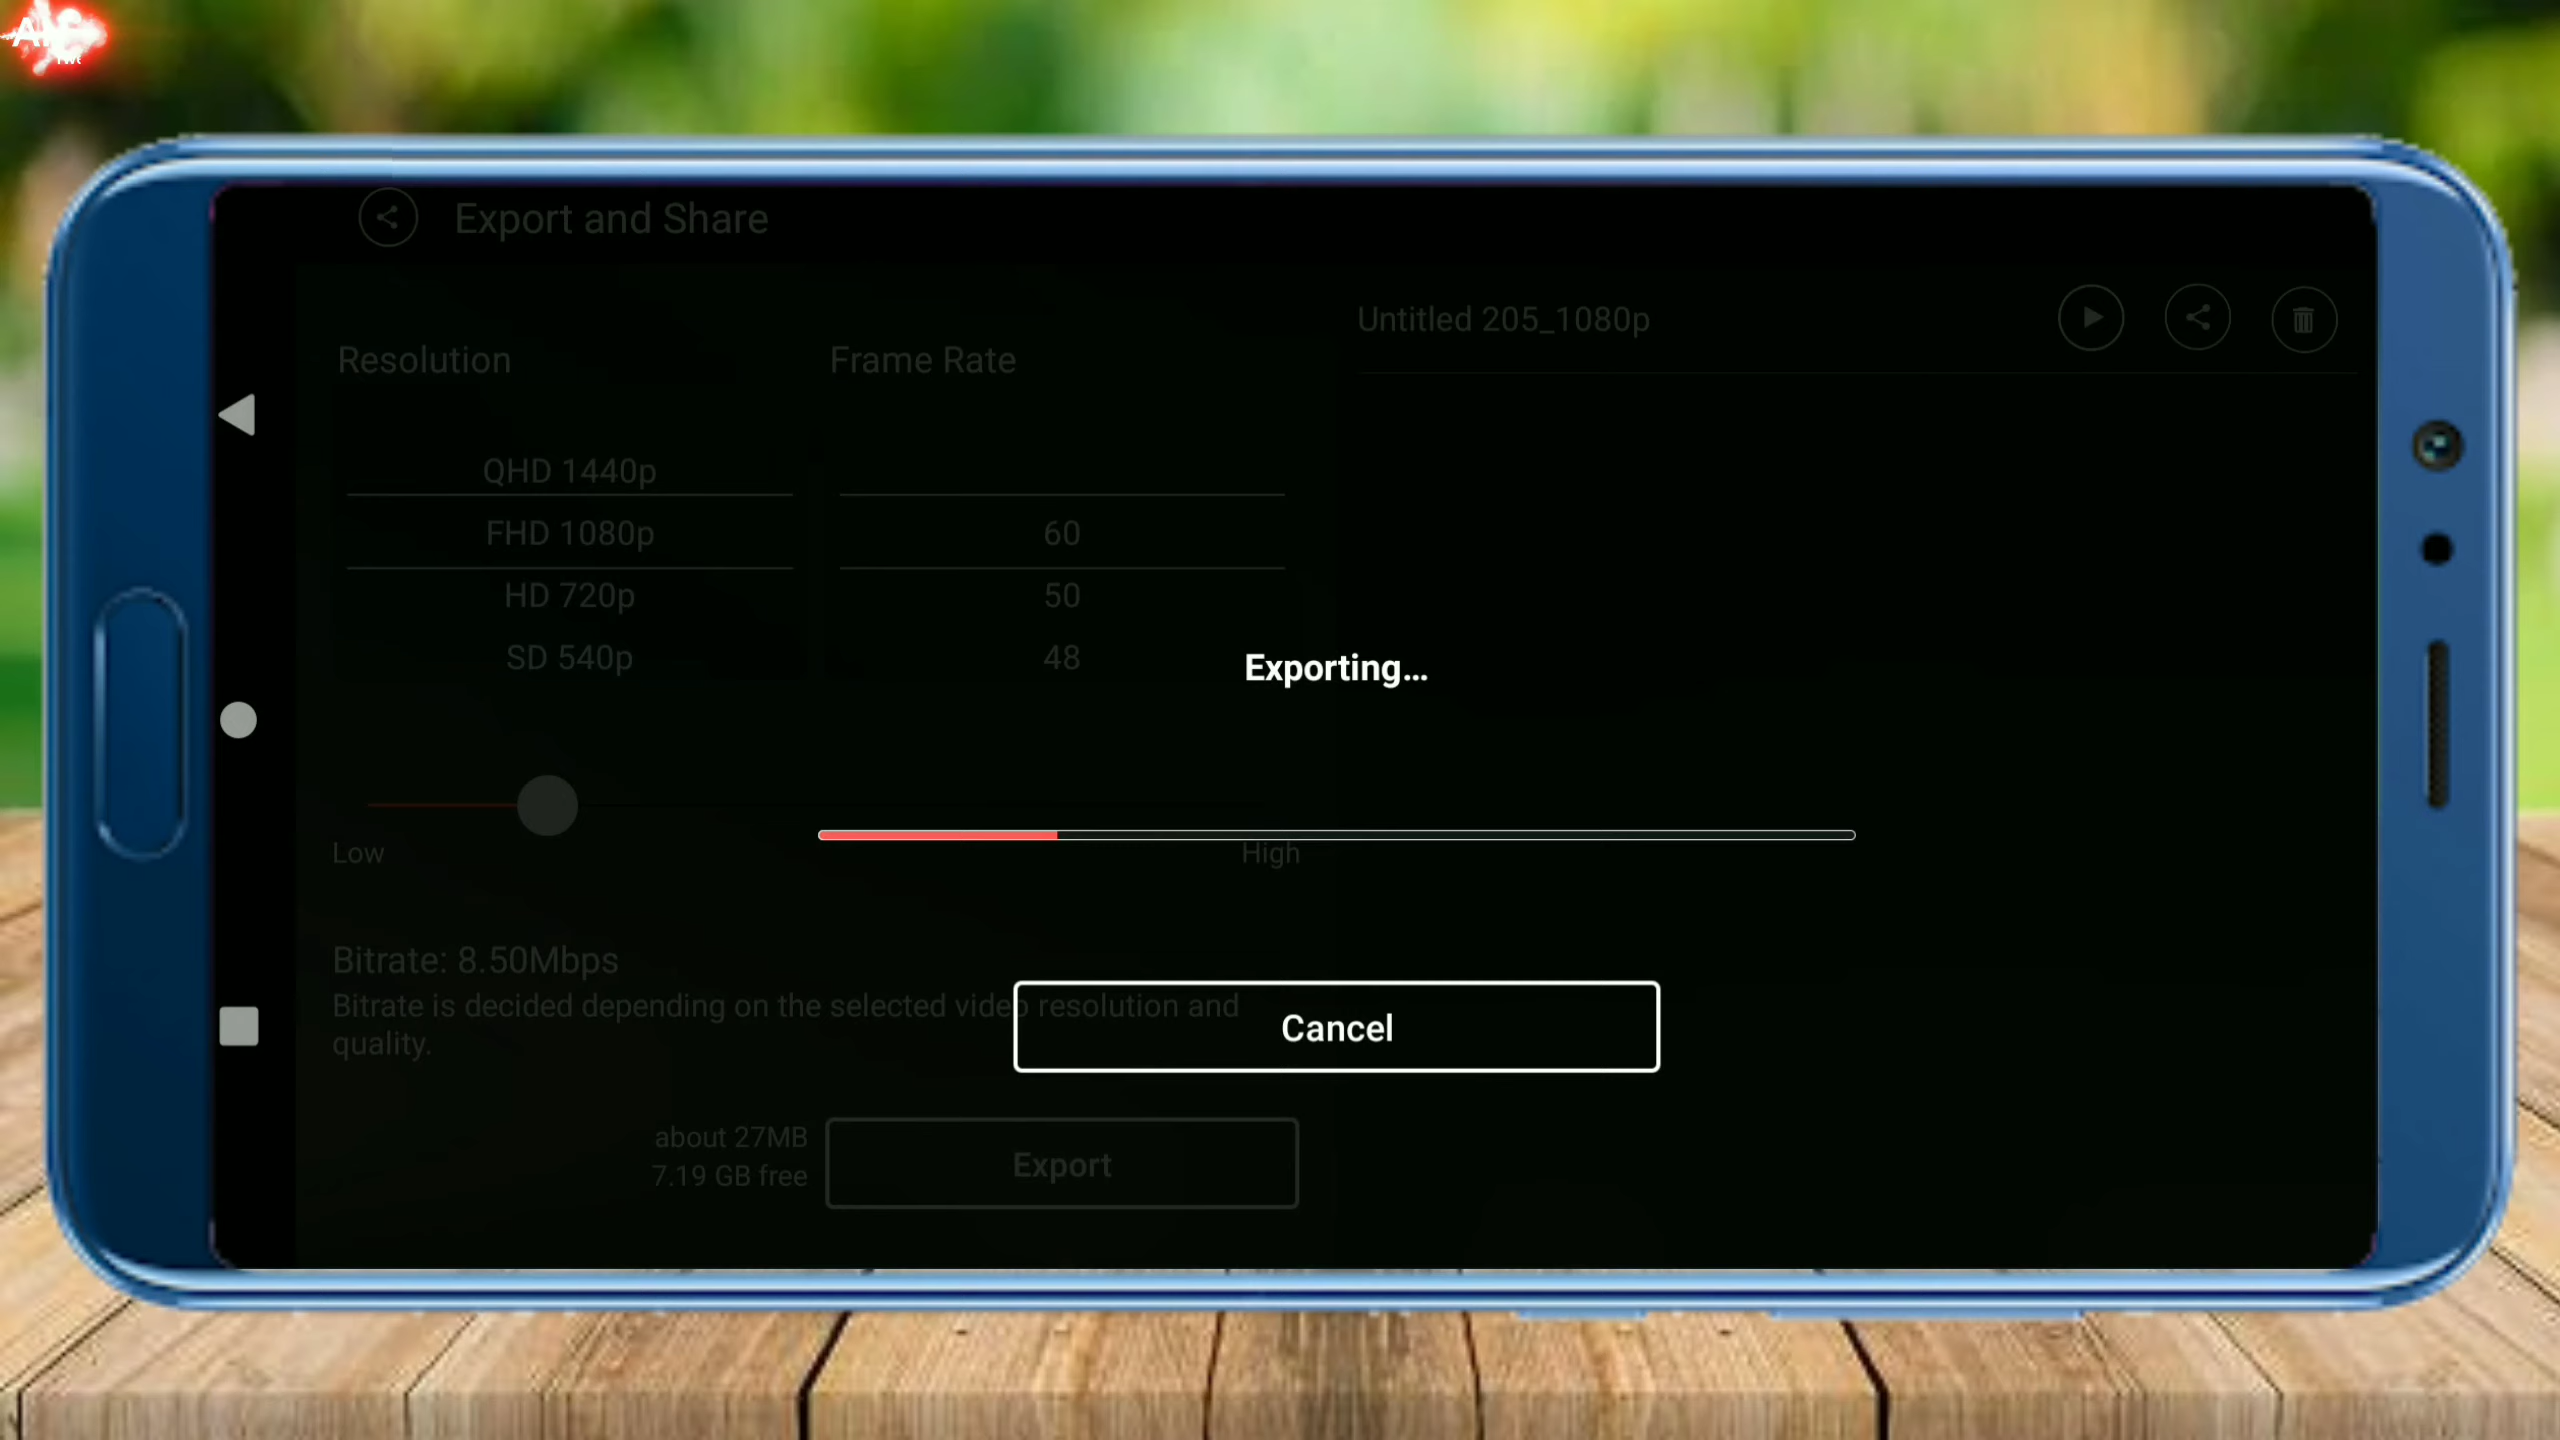 Export and Share
Untitled 205_1080p
Resolution
Frame Rate
QHD 1440p
FHD 1080p
60
HD 720p
50
SD 540p
48
Exporting...
Low
High
Bitrate: 8.50Mbps
Bitrate is decided depending on the selected video resolution and
quality.
Cancel
about 27MB
7.19 GB free
Export